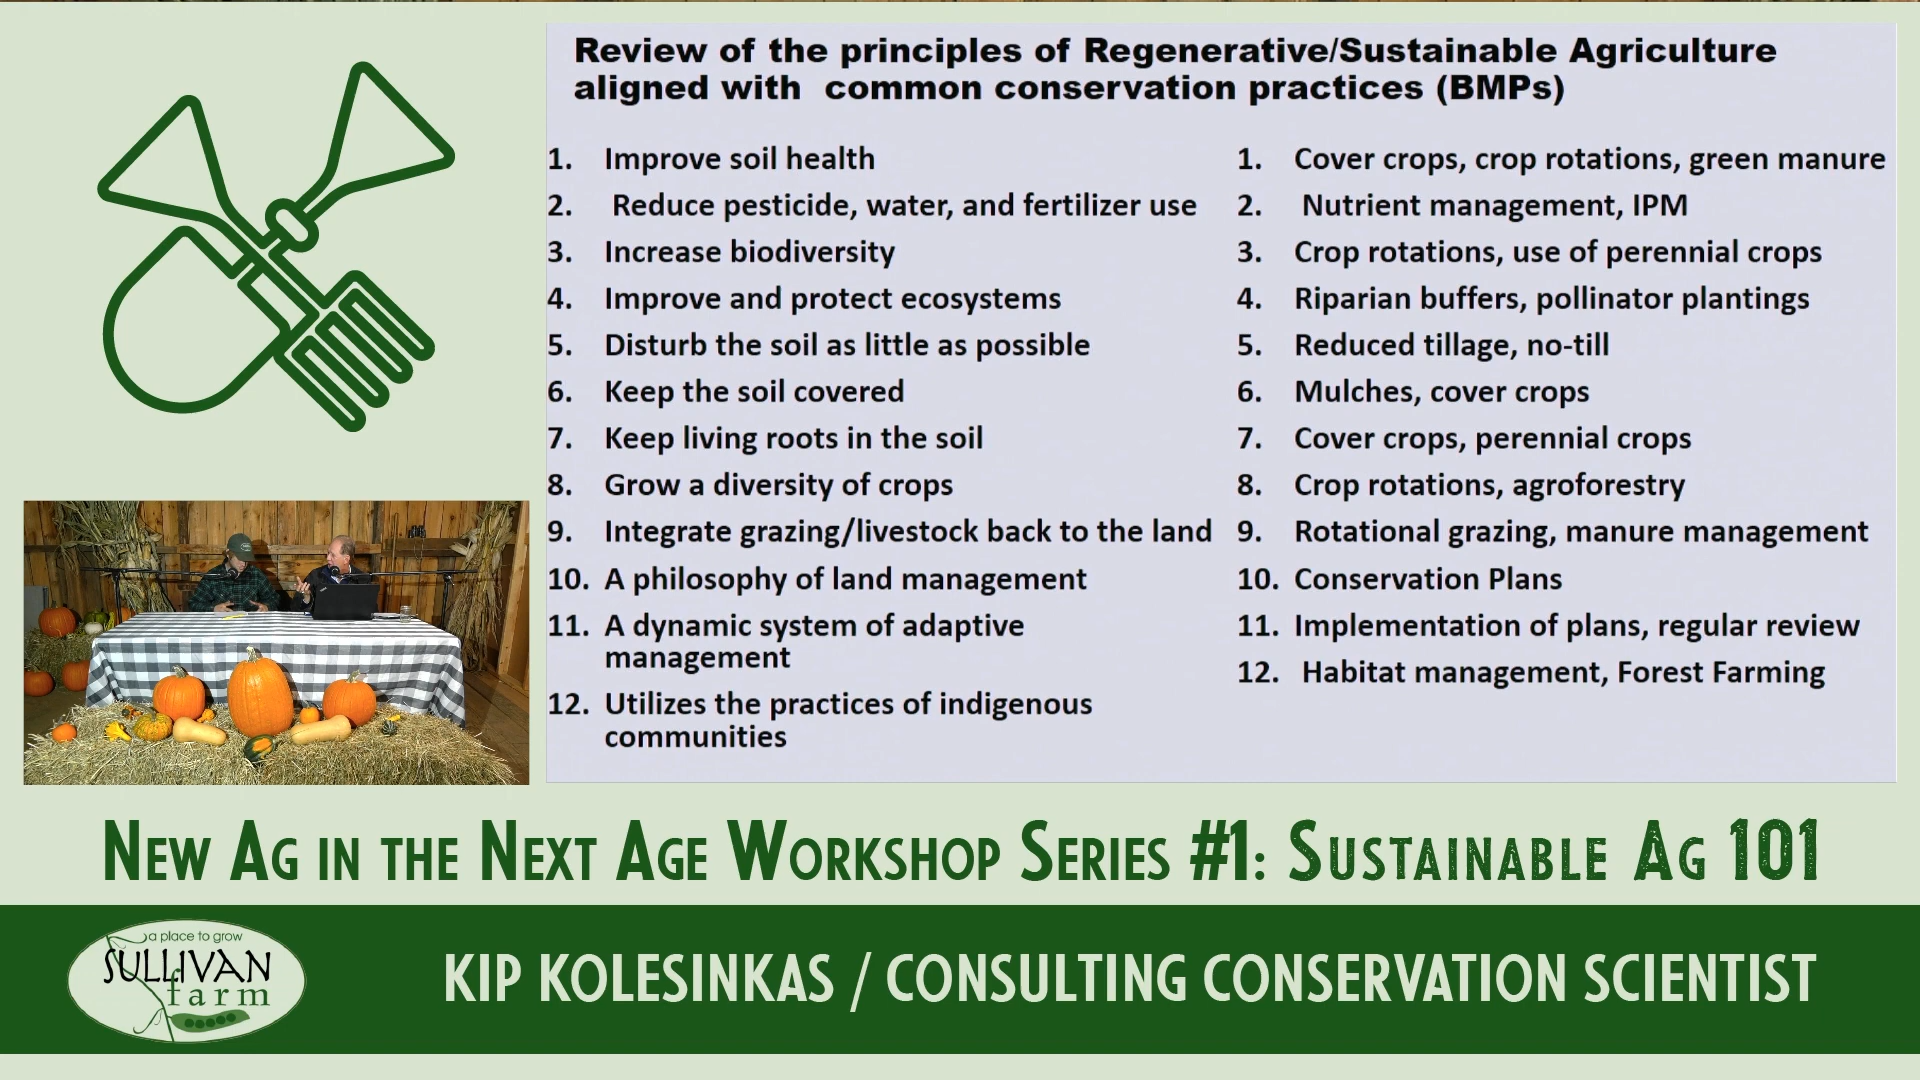 Review of the principles of Regenerative/Sustainable Agriculture
aligned with common conservation practices (BMPs)
1. Improve soil health
2. Reduce pesticide, water, and fertilizer use
3. Increase biodiversity
4. Improve and protect ecosystems
5. Disturb the soil as little as possible
6. Keep the soil covered
7. Keep living roots in the soil
8. Grow a diversity of crops
9. Integrate grazing/livestock back to the land
10. A philosophy of land management
11. A dynamic system of adaptive
management
12. Utilizes the practices of indigenous
communities
1. Cover crops, crop rotations, green manure
2. Nutrient management, IPM
3. Crop rotations, use of perennial crops
4. Riparian buffers, pollinator plantings
5. Reduced tillage, no-till
6. Mulches, cover crops
7. Cover crops, perennial crops
8. Crop rotations, agroforestry
9. Rotational grazing, manure management
10. Conservation Plans
11. Implementation of plans, regular review
12. Habitat management, Forest Farming
New Ag in the Next Age Workshop Series #1: Sustainable Ag 101
a place to grow
SULLIVAN
farm
KIP KOLESINKAS / CONSULTING CONSERVATION SCIENTIST